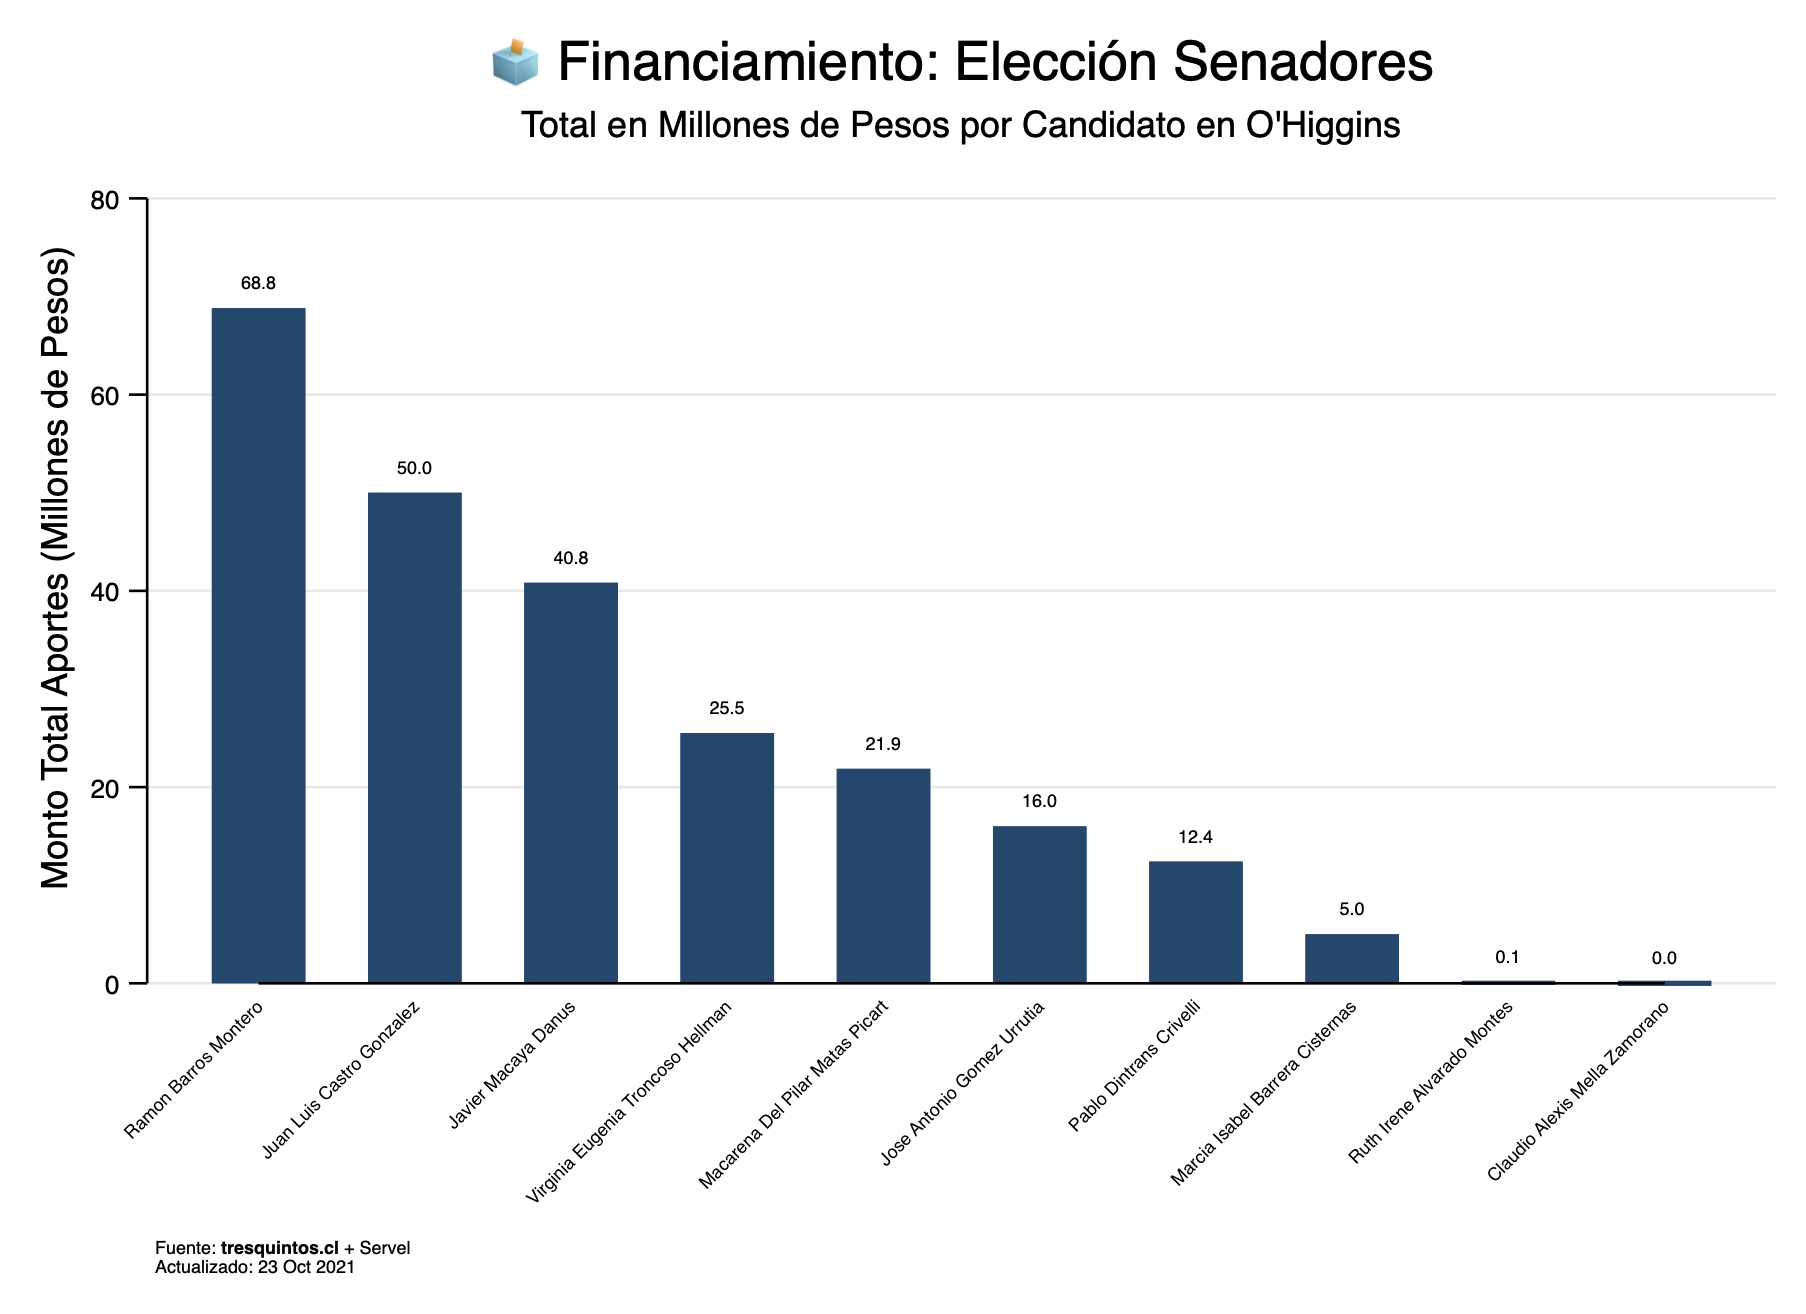 Financiamiento: Elección Senadores
Total en Millones de Pesos por Candidato en O'Higgins
Monto Total Aportes (Millones de Pesos)
80
60
40
20
0
68.8
50.0
40.8
25.5
21.9
16.0
12.4
5.0
0.1
0.0
Ramon Barros Montero
Juan Luis Castro Gonzalez
Javier Macaya Danus
Virginia Eugenia Troncoso Hellman
Macarena Del Pilar Matas Picart
Jose Antonio Gomez Urrutia
Pablo Dintrans Crivelli
Marcia Isabel Barrera Cisternas
Ruth Irene Alvarado Montes
Claudio Alexis Mella Zamorano
Fuente: tresquintos.cl + Servel
Actualizado: 23 Oct 2021